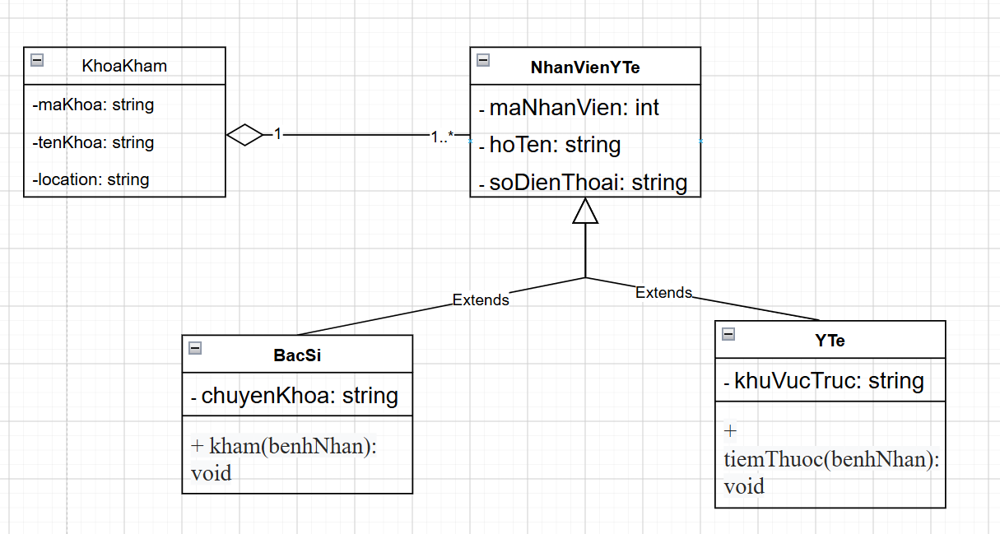 KhoaKham
-maKhoa: string
-tenKhoa: string
-location: string
1
1..*
NhanVienYTe
- maNhanVien: int
- hoTen: string
- soDienThoai: string
Extends
Extends
BacSi
- chuyenKhoa: string
+ kham(benhNhan):
void
YTe
- khuVucTruc: string
+
tiemThuoc(benhNhan):
void